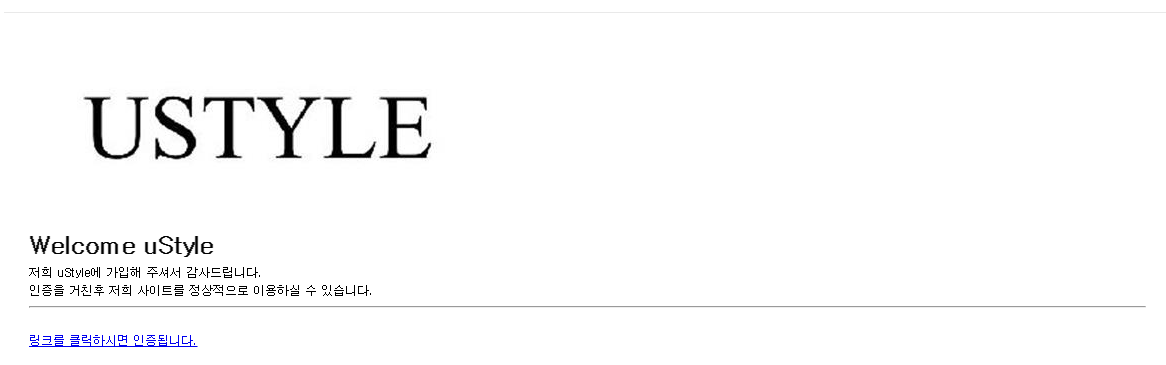 USTYLE
Welcome uStyle
저희 uStyle에 가입해 주셔서 감사드립니다.
인증을 거친후 저희 사이트를 정상적으로 이용하실 수 있습니다.
링크를 클릭하시면 인증됩니다.